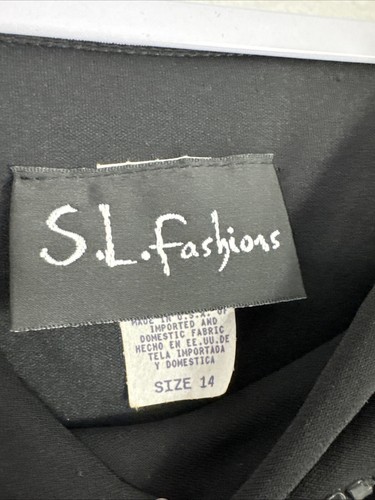 S.L.fashions
MADE IN U.S.A. OF
IMPORTED AND
DOMESTIC FABRIC
HECHO EN EE.UU.DE
TELA IMPORTADA
Y DOMESTICA
SIZE 14